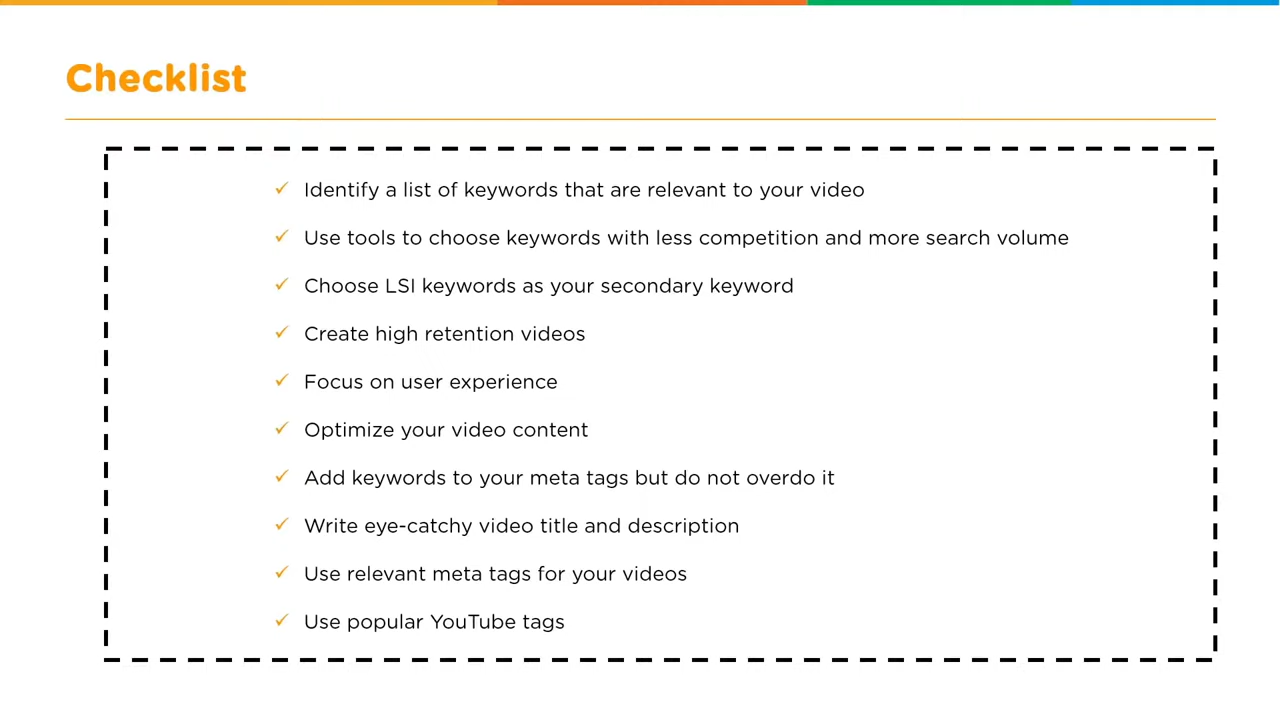 Checklist
✓ Identify a list of keywords that are relevant to your video
✓ Use tools to choose keywords with less competition and more search volume
✓ Choose LSI keywords as your secondary keyword
✓ Create high retention videos
✓ Focus on user experience
✓ Optimize your video content
✓ Add keywords to your meta tags but do not overdo it
✓ Write eye-catchy video title and description
✓ Use relevant meta tags for your videos
✓ Use popular YouTube tags